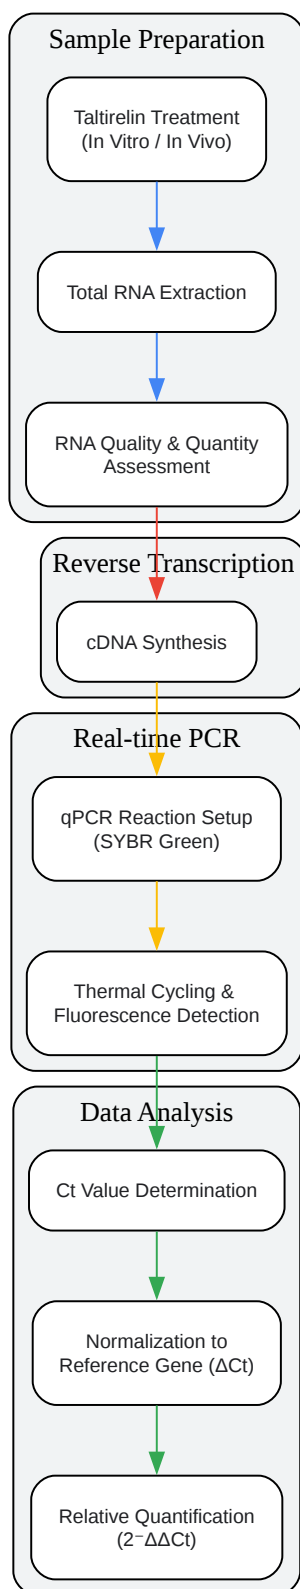 Sample Preparation
Taltirelin Treatment
(In Vitro / In Vivo)
Total RNA Extraction
RNA Quality & Quantity
Assessment
Reverse Transcription
cDNA Synthesis
Real-time PCR
qPCR Reaction Setup
(SYBR Green)
Thermal Cycling &
Fluorescence Detection
Data Analysis
Ct Value Determination
Normalization to
Reference Gene (ΔCt)
Relative Quantification
(2⁻ΔΔCt)